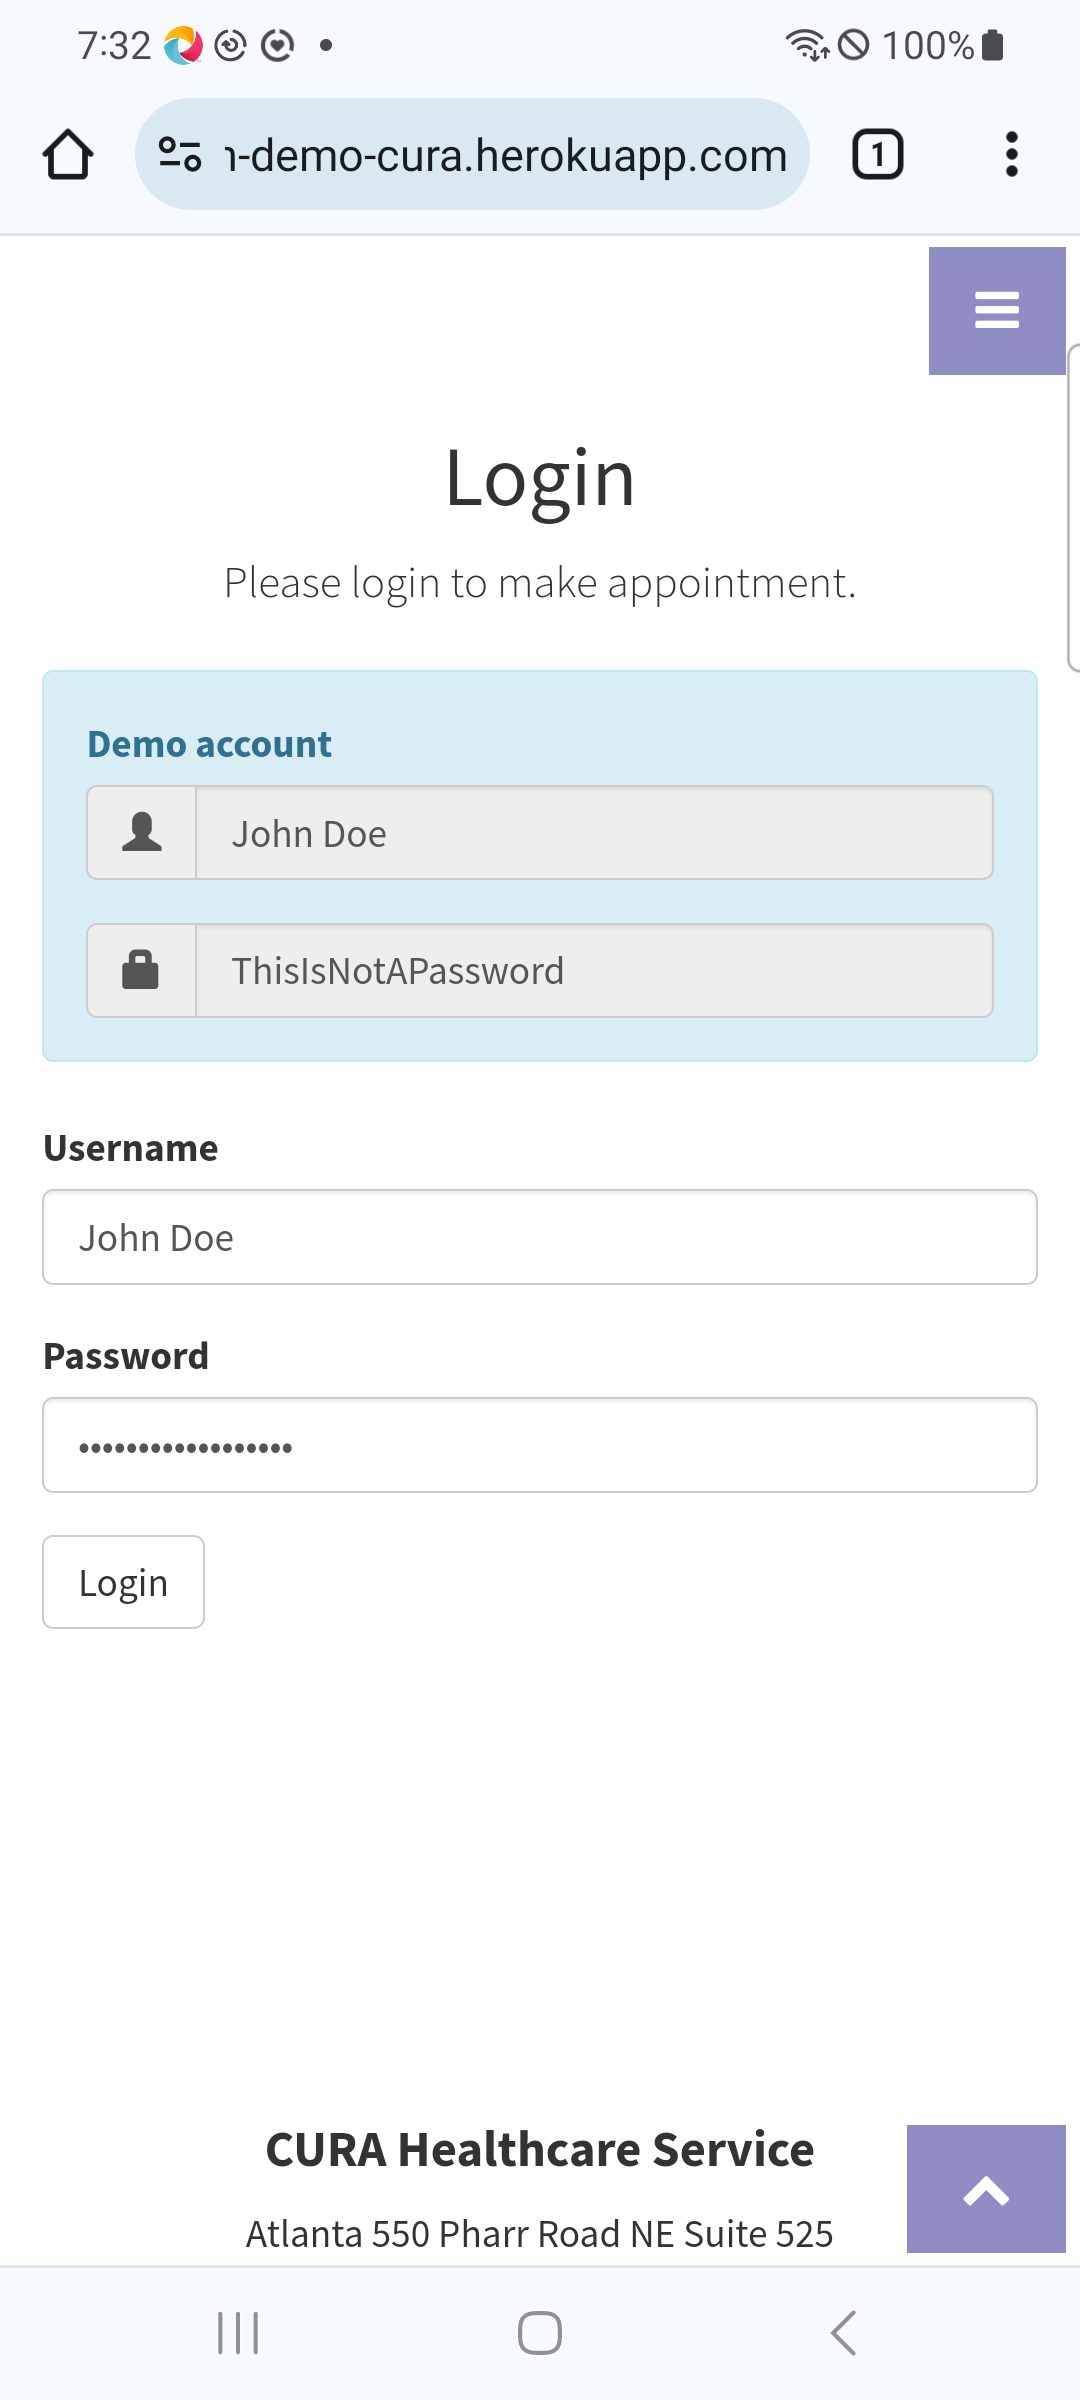 7:32
100%
1-demo-cura.herokuapp.com
1
Login
Please login to make appointment.
Demo account
John Doe
ThisIsNotAPassword
Username
John Doe
Password
••••••••••••••••••
Login
CURA Healthcare Service
Atlanta 550 Pharr Road NE Suite 525